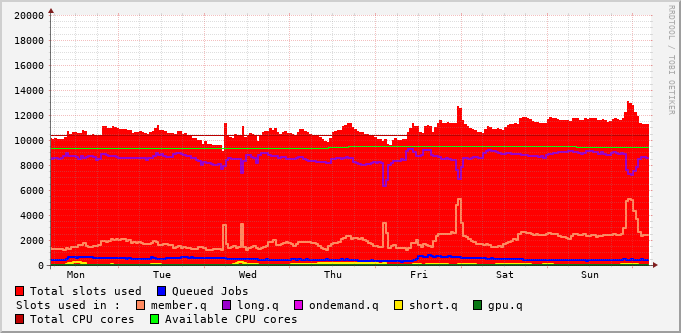 20000
18000
16000
14000
12000
10000
8000
6000
4000
2000
0
Mon Tue Wed Thu Fri Sat Sun
RRDTOOL / TOBI OETIKER
Total slots used Queued Jobs
Slots used in : member.q long.q ondemand.q short.q gpu.q
Total CPU cores Available CPU cores